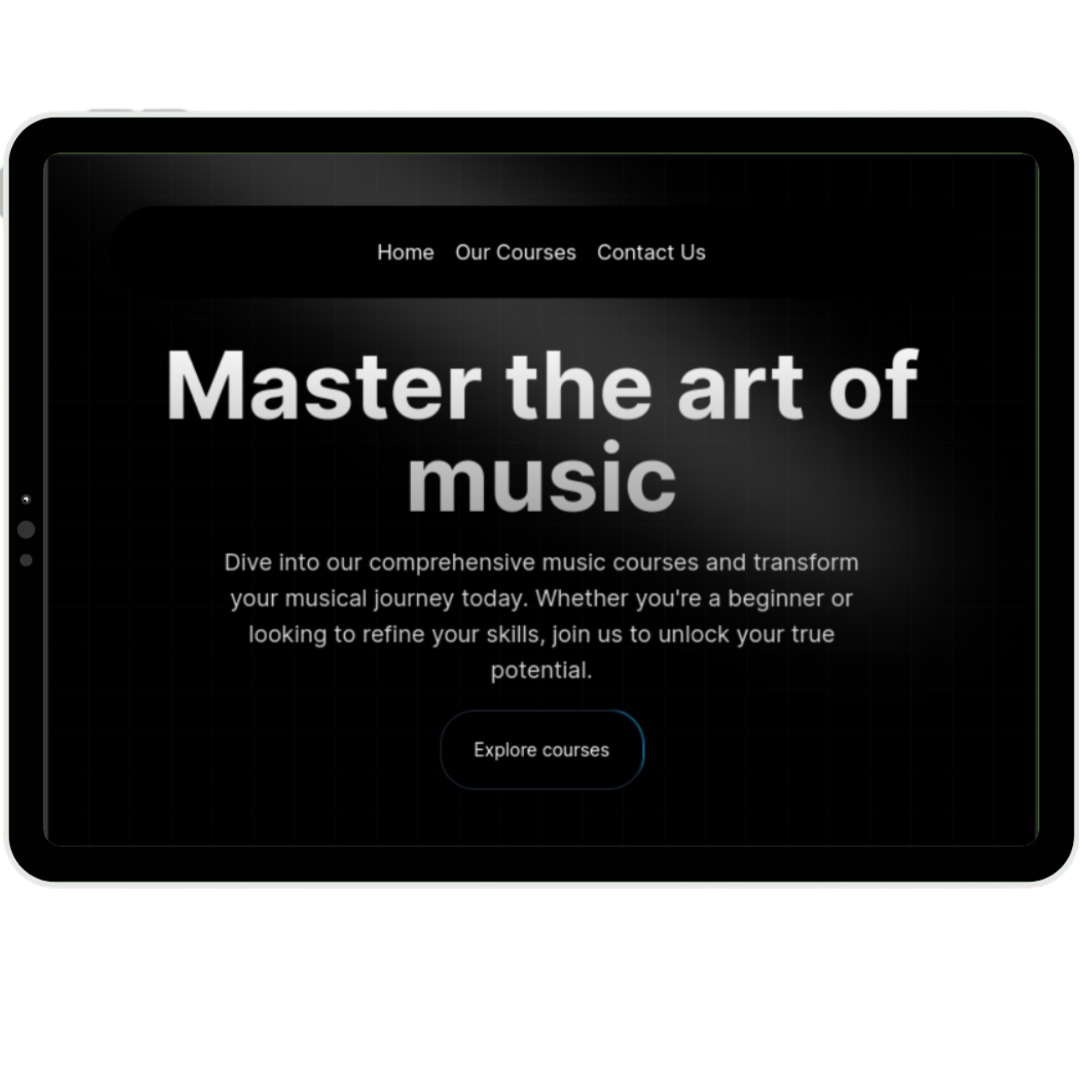 Home Our Courses Contact Us
Master the art of
music
Dive into our comprehensive music courses and transform
your musical journey today. Whether you're a beginner or
looking to refine your skills, join us to unlock your true
potential.
Explore courses